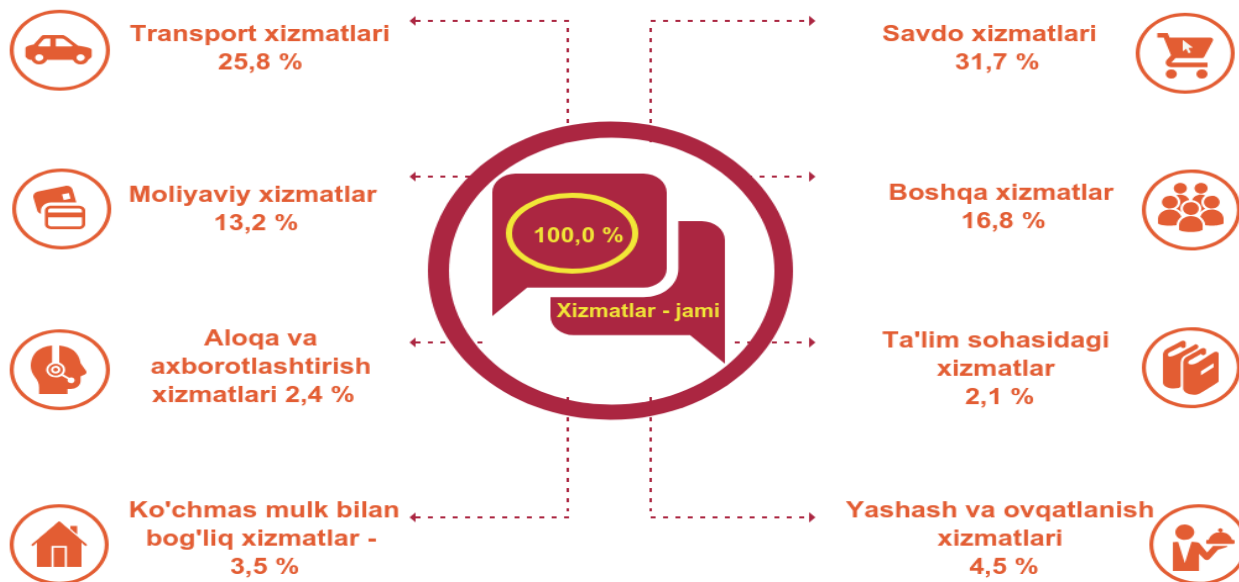 Transport xizmatlari
25,8 %
Savdo xizmatlari
31,7 %
Moliyaviy xizmatlar
13,2 %
Boshqa xizmatlar
16,8 %
100,0 %
Xizmatlar - jami
Aloqa va
axborotlashtirish
xizmatlari 2,4 %
Ta'lim sohasidagi
xizmatlar
2,1 %
Ko'chmas mulk bilan
bog'liq xizmatlar -
3,5 %
Yashash va ovqatlanish
xizmatlari
4,5 %